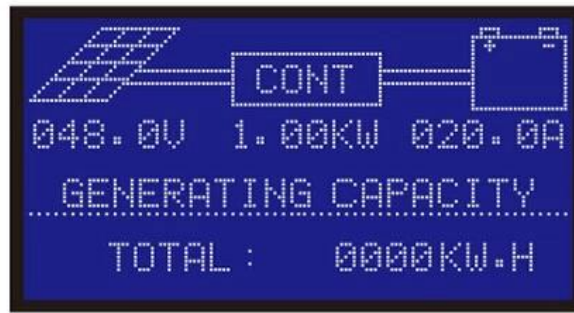 CONT
+ -
048.0V 1.00KW 020.0A
GENERATING CAPACITY
TOTAL: 0000KW.H